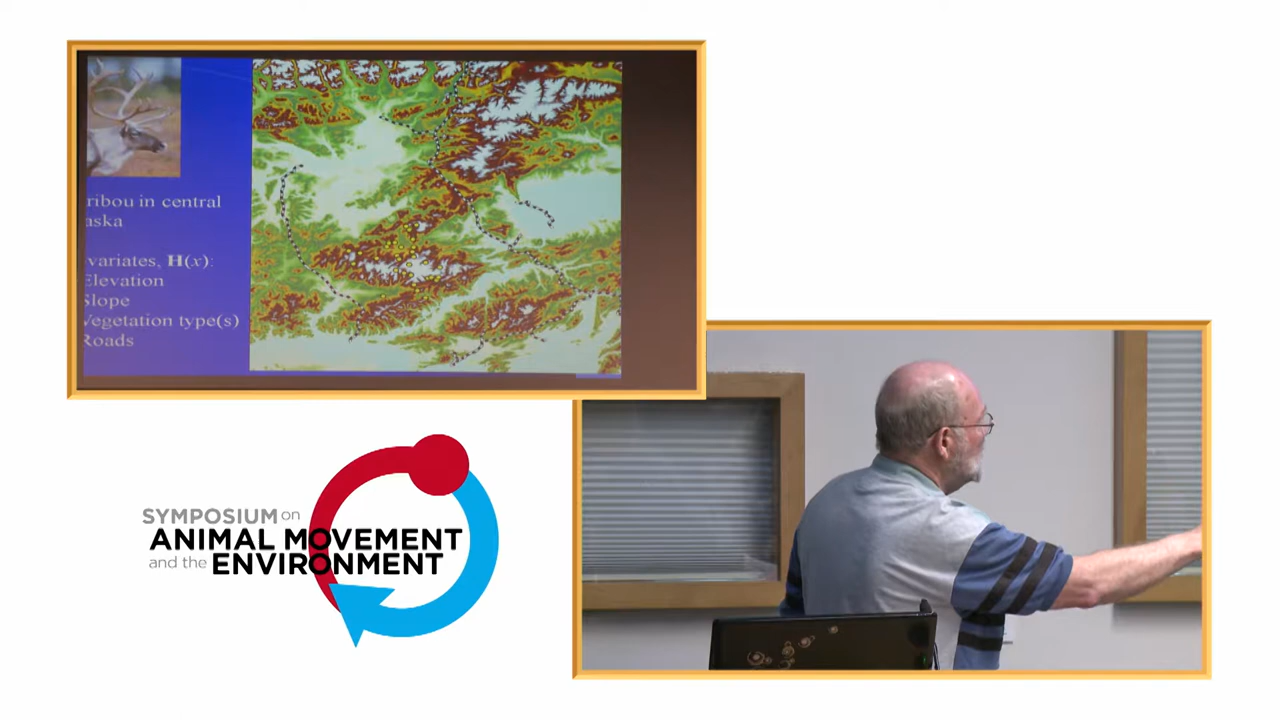 ribou in central
aska
variates, H(x):
Elevation
Slope
Vegetation type(s)
Roads
SYMPOSIUM on
ANIMAL MOVEMENT
and the ENVIRONMENT